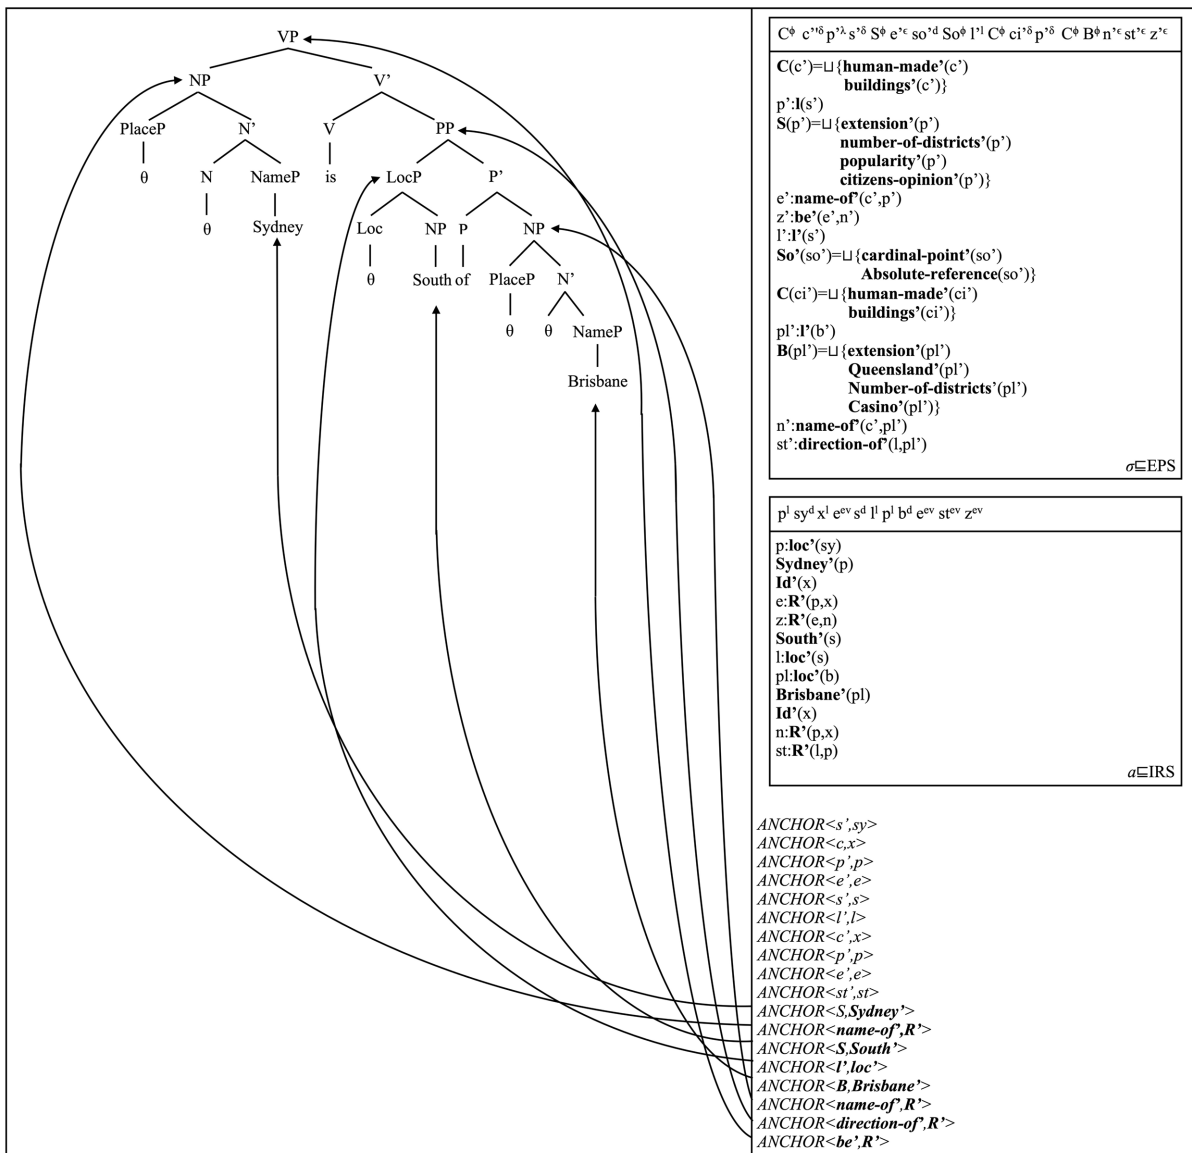 VP
NP V’
PlaceP N’ V PP
θ N NameP is LocP P’
θ Sydney Loc NP P NP
θ South of PlaceP N’
θ θ NameP
Brisbane
Cᶲ c’’ᵟ p’ᵡ s’ᵟ Sᶲ e’ᵋ so’ᵈ Soᶲ l’ˡ Cᶲ ci’ᵟ p’ᵟ Cᶲ Bᶲ n’ᵋ st’ᵋ z’ᵋ
C(c’)=⊔{human-made’(c’)
buildings’(c’)}
p’:l(s’)
S(p’)=⊔{extension’(p’)
number-of-districts’(p’)
popularity’(p’)
citizens-opinion’(p’)}
e’:name-of’(c’,p’)
z’:be’(e’,n’)
l’:l’(s’)
So’(so’)=⊔{cardinal-point’(so’)
Absolute-reference(so’)}
C(ci’)=⊔{human-made’(ci’)
buildings’(ci’)}
pl’:l’(b’)
B(pl’)=⊔{extension’(pl’)
Queensland’(pl’)
Number-of-districts’(pl’)
Casino’(pl’)}
n’:name-of’(c’,pl’)
st’:direction-of’(l,pl’)
σ⊑EPS
pˡ syᵈ xˡ eᵉᵛ sᵈ lˡ pˡ bᵈ eᵉᵛ stᵉᵛ zᵉᵛ
p:loc’(sy)
Sydney’(p)
Id’(x)
e:R’(p,x)
z:R’(e,n)
South’(s)
l:loc’(s)
pl:loc’(b)
Brisbane’(pl)
Id’(x)
n:R’(p,x)
st:R’(l,p)
a⊑IRS
ANCHOR<s’,sy>
ANCHOR<c,x>
ANCHOR<p’,p>
ANCHOR<e’,e>
ANCHOR<s’,s>
ANCHOR<l’,l>
ANCHOR<c’,x>
ANCHOR<p’,p>
ANCHOR<e’,e>
ANCHOR<st’,st>
ANCHOR<S,Sydney’>
ANCHOR<name-of’,R’>
ANCHOR<S,South’>
ANCHOR<l’,loc’>
ANCHOR<B,Brisbane’>
ANCHOR<name-of’,R’>
ANCHOR<direction-of’,R’>
ANCHOR<be’,R’>